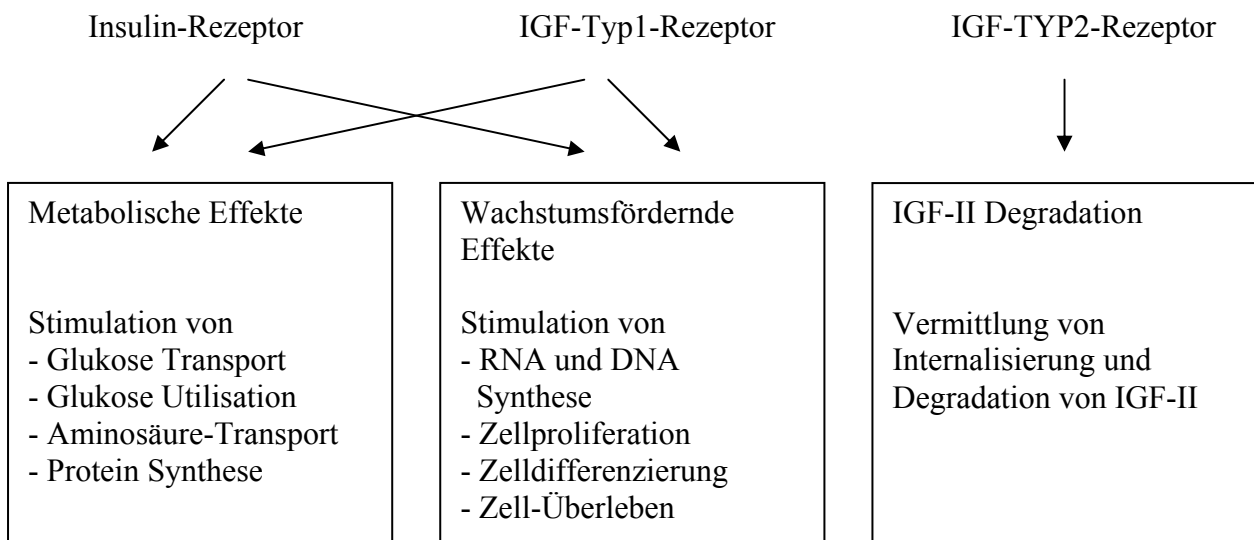 Insulin-Rezeptor
IGF-Typ1-Rezeptor
IGF-TYP2-Rezeptor
Metabolische Effekte
Stimulation von
- Glukose Transport
- Glukose Utilisation
- Aminosäure-Transport
- Protein Synthese
Wachstumsfördernde
Effekte
Stimulation von
- RNA und DNA
Synthese
- Zellproliferation
- Zelldifferenzierung
- Zell-Überleben
IGF-II Degradation
Vermittlung von
Internalisierung und
Degradation von IGF-II